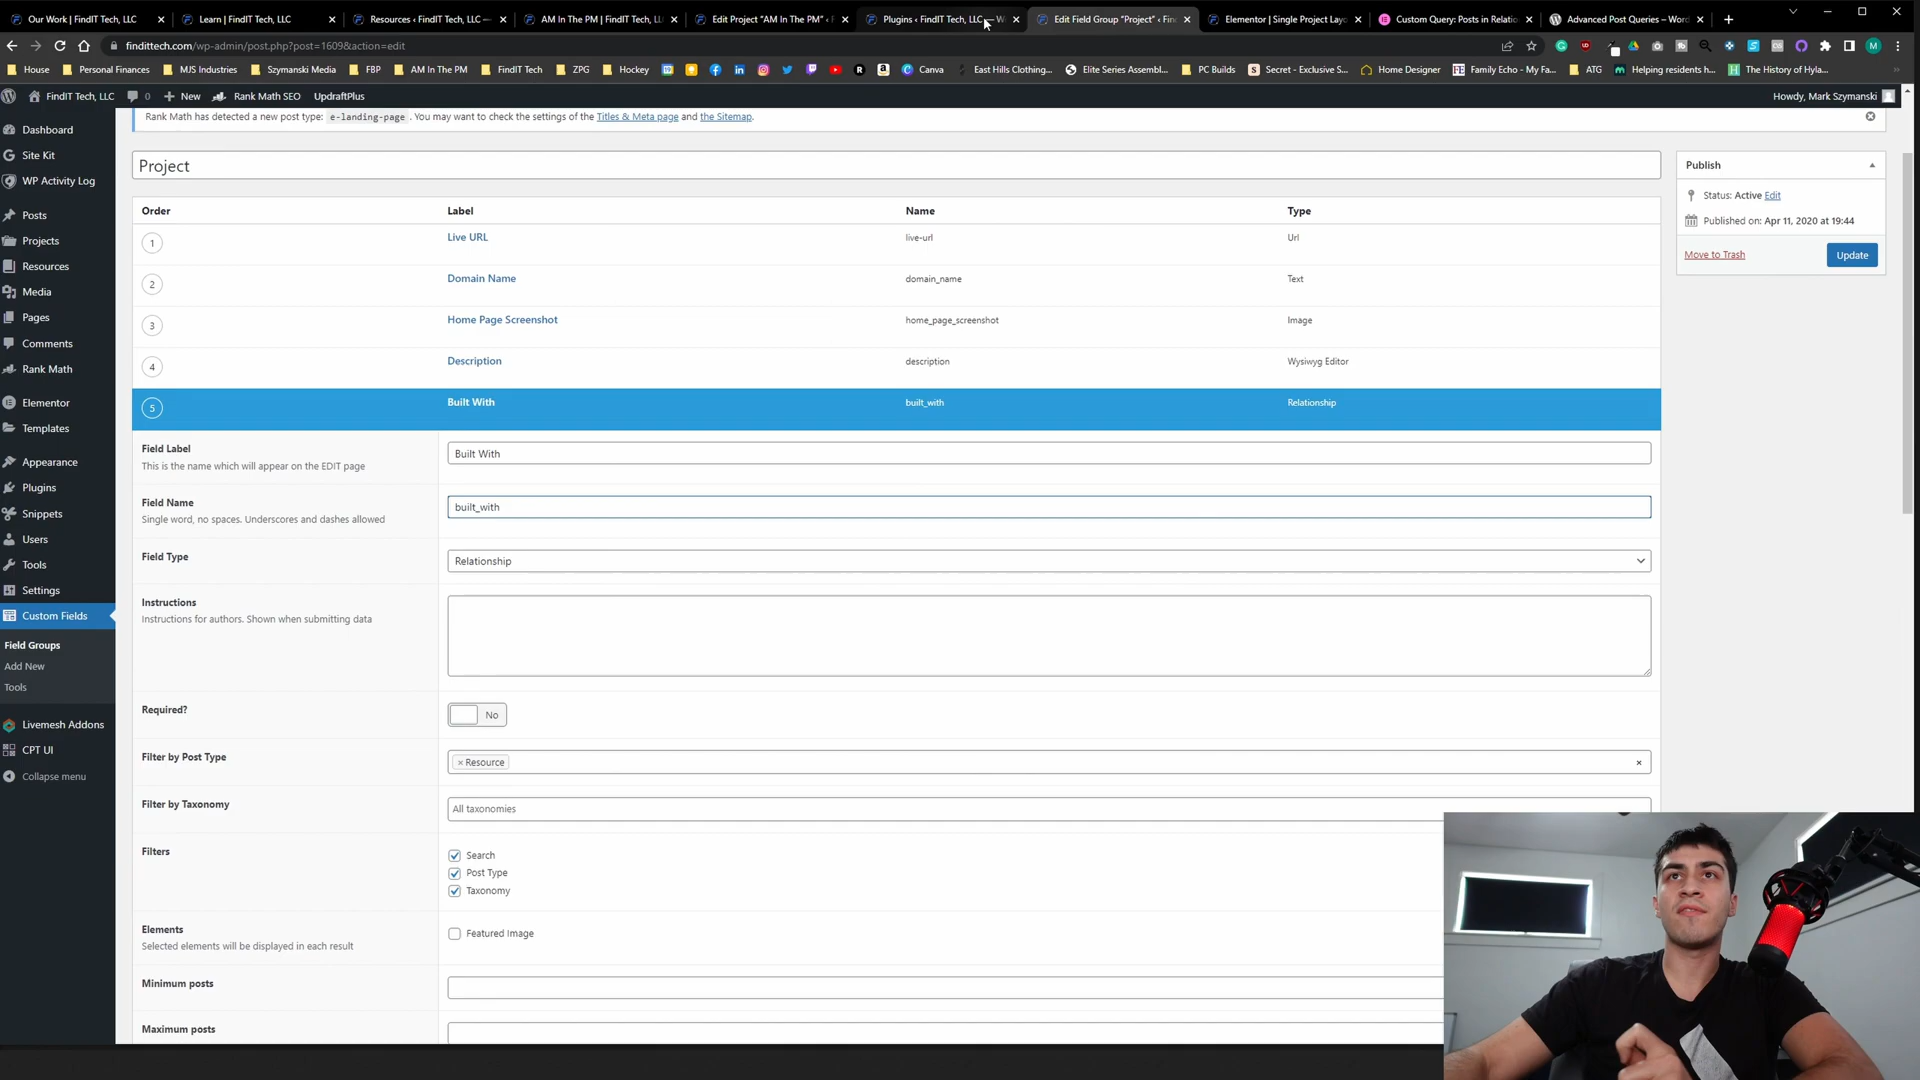 Our Work | FindIT Tech, LLC
Learn | FindIT Tech, LLC
Resources ‹ FindIT Tech, LLC —
AM In The PM | FindIT Tech, LL
Edit Project "AM In The PM" ‹ F
Plugins ‹ FindIT Tech, LLC — W
Edit Field Group "Project" ‹ Fin
Elementor | Single Project Layo
Custom Query: Posts in Relatio
Advanced Post Queries – Word
findittech.com/wp-admin/post.php?post=1609&action=edit
House
Personal Finances
MJS Industries
Szymanski Media
FBP
AM In The PM
FindIT Tech
ZPG
Hockey
Canva
East Hills Clothing...
Elite Series Assembl...
PC Builds
Secret - Exclusive S...
Home Designer
Family Echo - My Fa...
ATG
Helping residents h...
The History of Hyla...
FindIT Tech, LLC
0
New
Rank Math SEO
UpdraftPlus
Howdy, Mark Szymanski
Rank Math has detected a new post type: e-landing-page . You may want to check the settings of the Titles & Meta page and the Sitemap.
Dashboard
Site Kit
WP Activity Log
Posts
Projects
Resources
Media
Pages
Comments
Rank Math
Elementor
Templates
Appearance
Plugins
Snippets
Users
Tools
Settings
Custom Fields
Field Groups
Add New
Tools
Livemesh Addons
CPT UI
Collapse menu
Project
Order Label Name Type
1 Live URL live-url Url
2 Domain Name domain_name Text
3 Home Page Screenshot home_page_screenshot Image
4 Description description Wysiwyg Editor
5 Built With built_with Relationship
Field Label
This is the name which will appear on the EDIT page
Built With
Field Name
Single word, no spaces. Underscores and dashes allowed
built_with
Field Type
Relationship
Instructions
Instructions for authors. Shown when submitting data
Required?
No
Filter by Post Type
× Resource
×
Filter by Taxonomy
All taxonomies
Filters
Search
Post Type
Taxonomy
Elements
Selected elements will be displayed in each result
Featured Image
Minimum posts
Maximum posts
Publish
Status: Active Edit
Published on: Apr 11, 2020 at 19:44
Move to Trash
Update